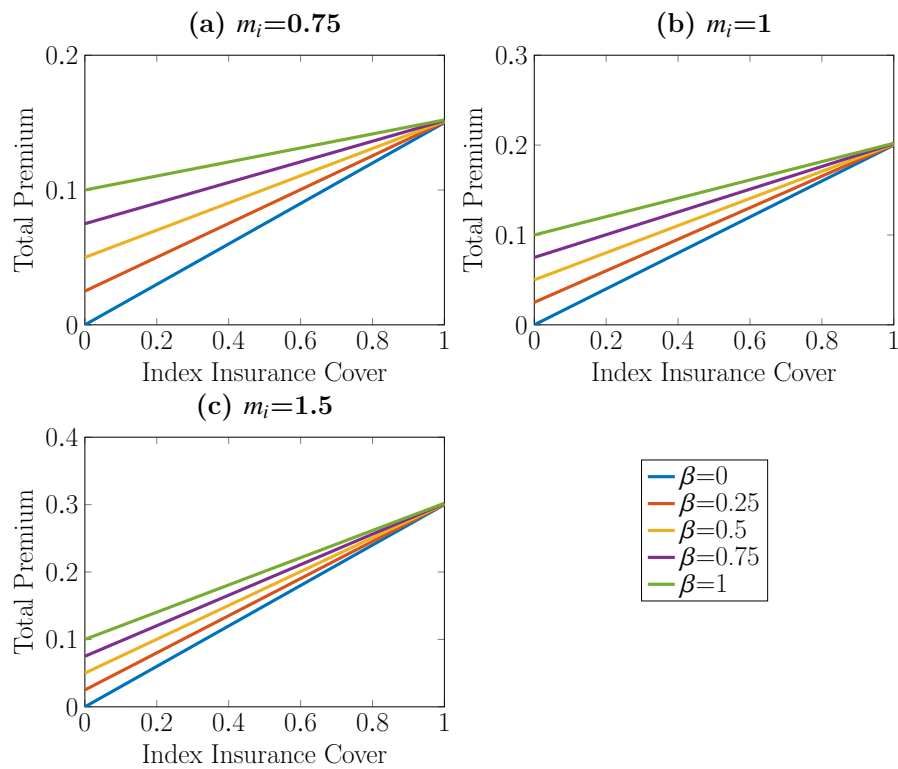 (a) mᵢ=0.75
0.2
0.1
0
Total Premium
0 0.2 0.4 0.6 0.8 1
Index Insurance Cover
(b) mᵢ=1
0.3
0.2
0.1
0
Total Premium
0 0.2 0.4 0.6 0.8 1
Index Insurance Cover
(c) mᵢ=1.5
0.4
0.3
0.2
0.1
0
Total Premium
0 0.2 0.4 0.6 0.8 1
Index Insurance Cover
β=0
β=0.25
β=0.5
β=0.75
β=1